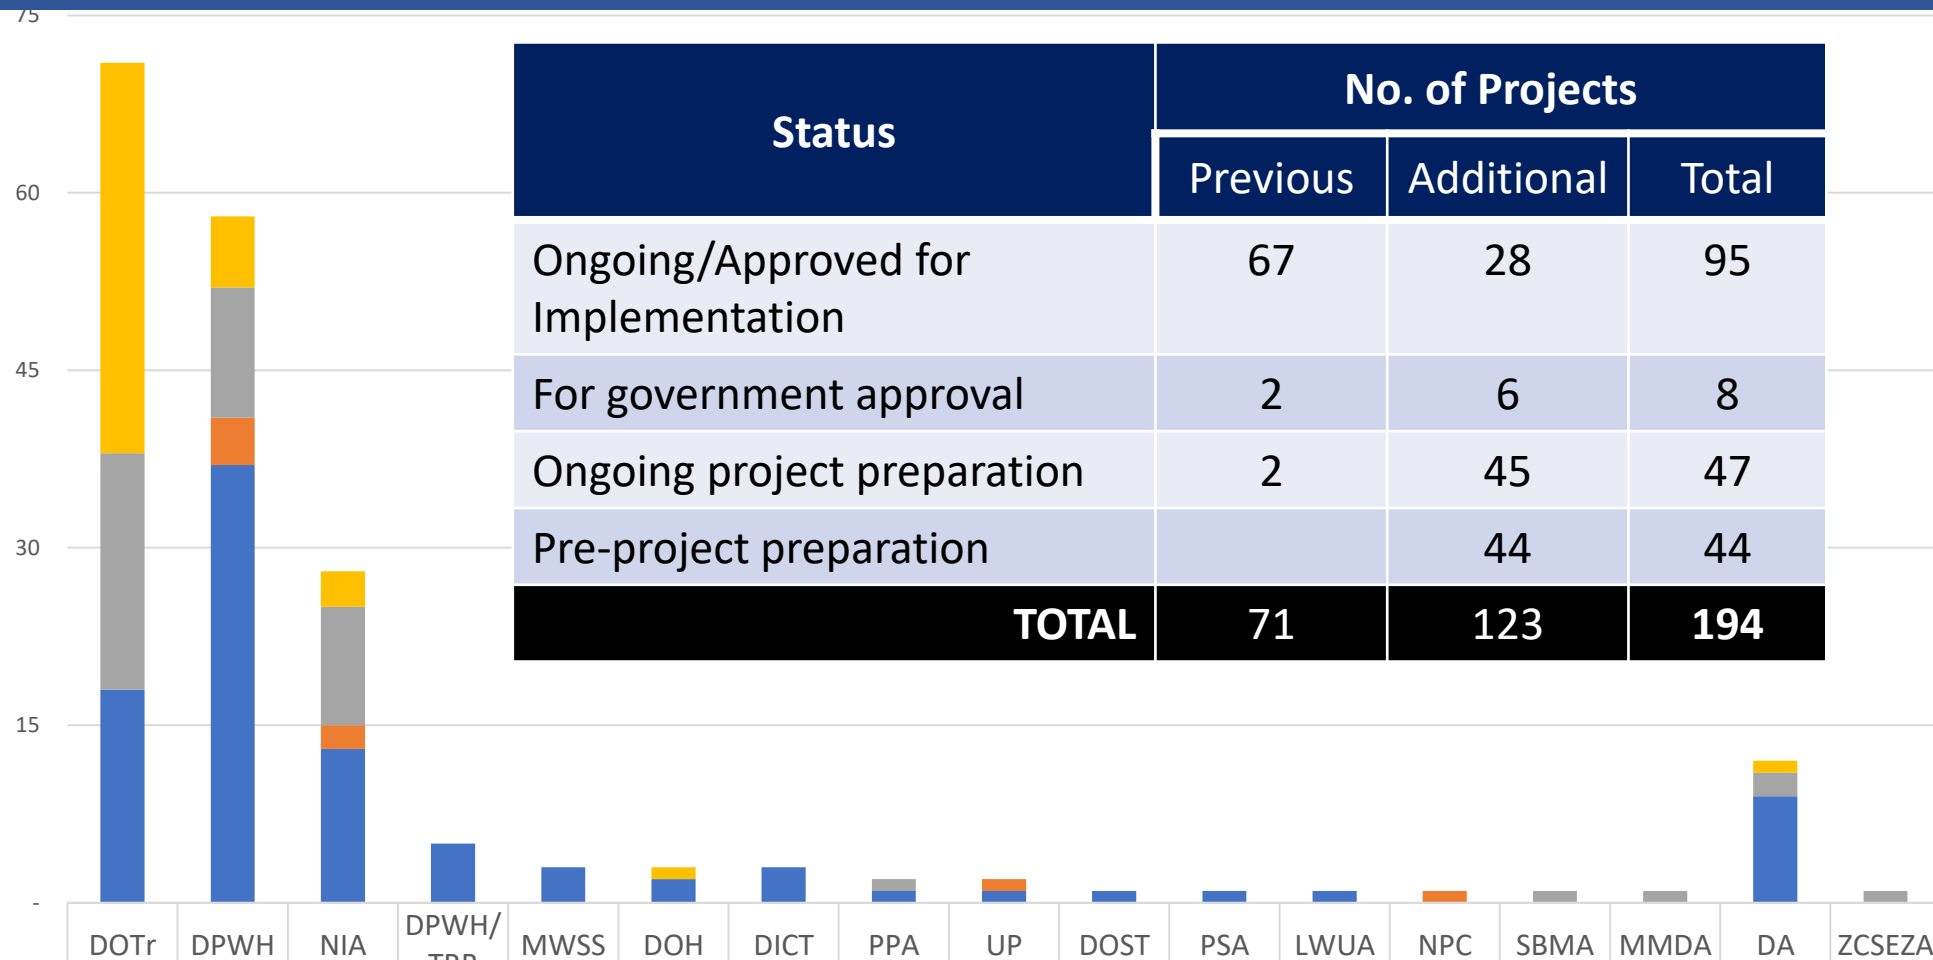 75
60
45
30
15
-
Status
No. of Projects
Previous Additional Total
Ongoing/Approved for
Implementation
67 28 95
For government approval 2 6 8
Ongoing project preparation 2 45 47
Pre-project preparation 44 44
TOTAL 71 123 194
DOTr DPWH NIA DPWH/ MWSS DOH DICT PPA UP DOST PSA LWUA NPC SBMA MMDA DA ZCSEZA